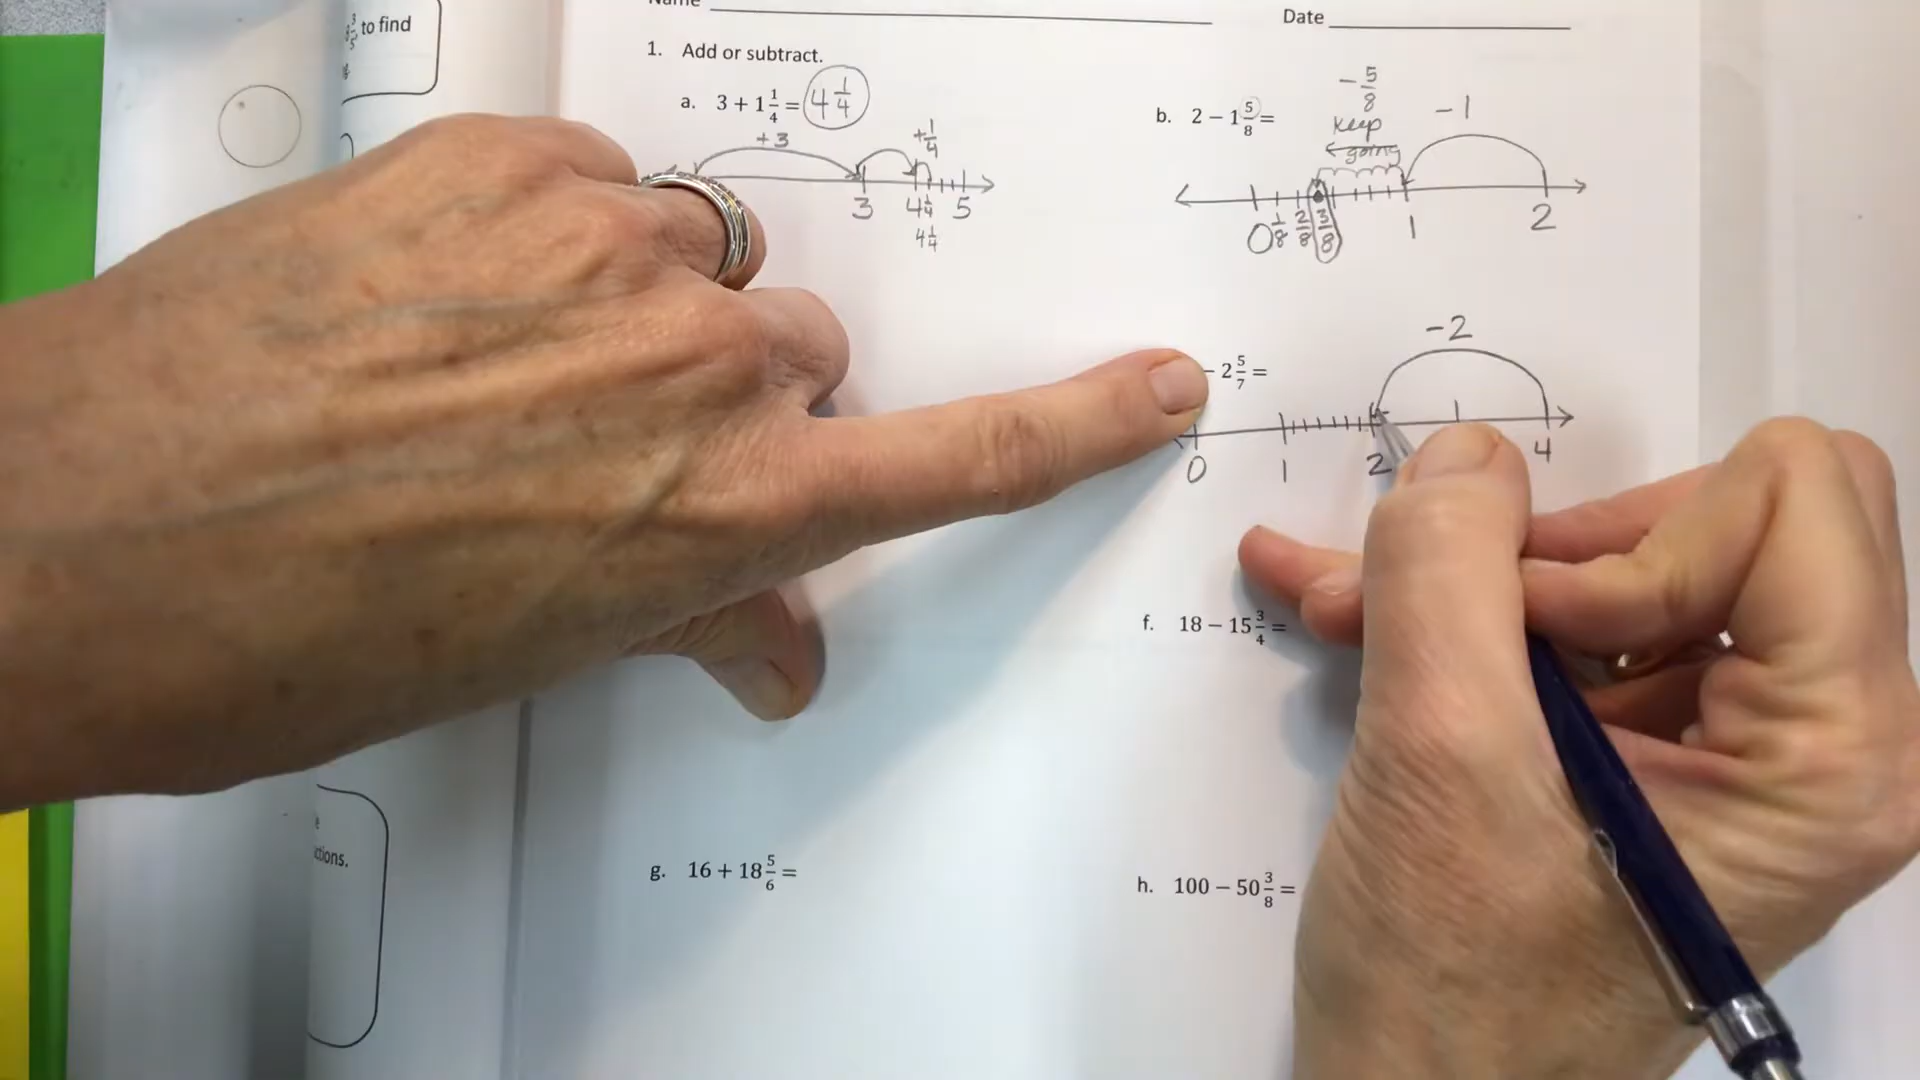 to find
Name Date
1. Add or subtract.
a. 3 + 1 1/4 = 4 1/4
+3 +1/4
3 4 1/4 5
4 1/4
b. 2 − 1 5/8 =
−5/8
−1
keep
going
0 1/8 2/8 3/8 1 2
− 2 5/7 =
−2
0 1 2 4
f. 18 − 15 3/4 =
g. 16 + 18 5/6 =
h. 100 − 50 3/8 =